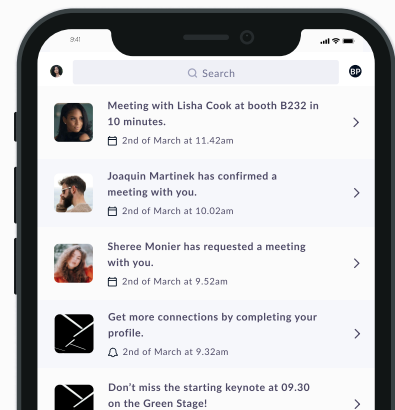 9:41
Search
BP
Meeting with Lisha Cook at booth B232 in
10 minutes.
2nd of March at 11.42am
Joaquin Martinek has confirmed a
meeting with you.
2nd of March at 10.02am
Sheree Monier has requested a meeting
with you.
2nd of March at 9.52am
Get more connections by completing your
profile.
2nd of March at 9.32am
Don’t miss the starting keynote at 09.30
on the Green Stage!